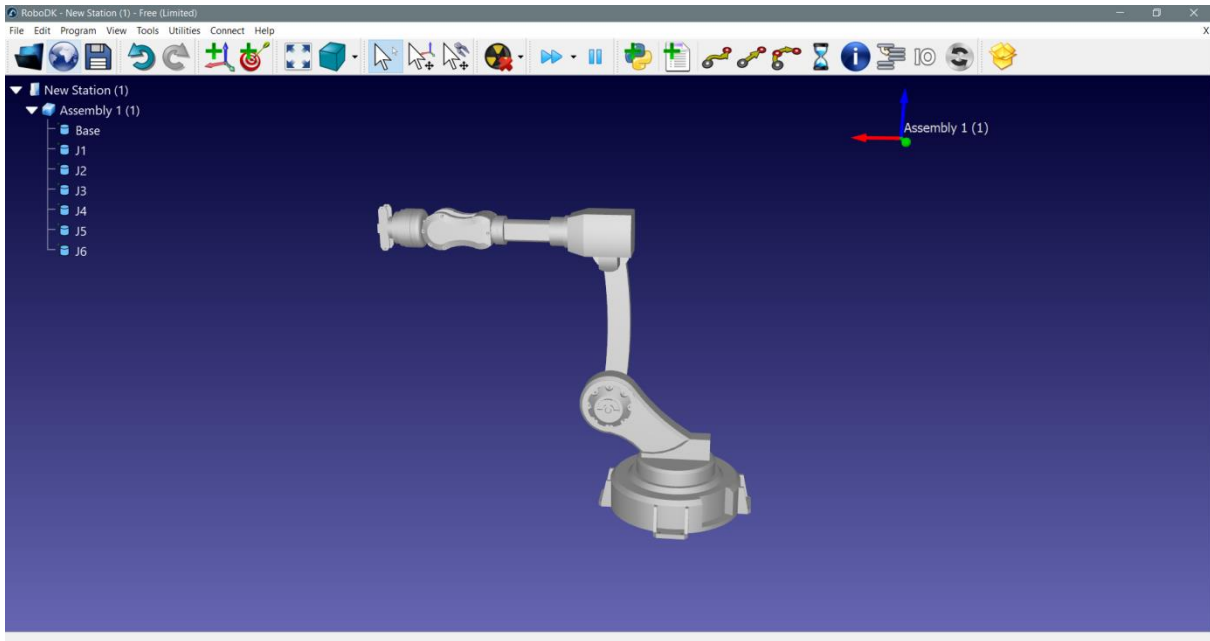 RoboDK - New Station (1) - Free (Limited)
File Edit Program View Tools Utilities Connect Help
X
IO
New Station (1)
Assembly 1 (1)
Base
J1
J2
J3
J4
J5
J6
Assembly 1 (1)